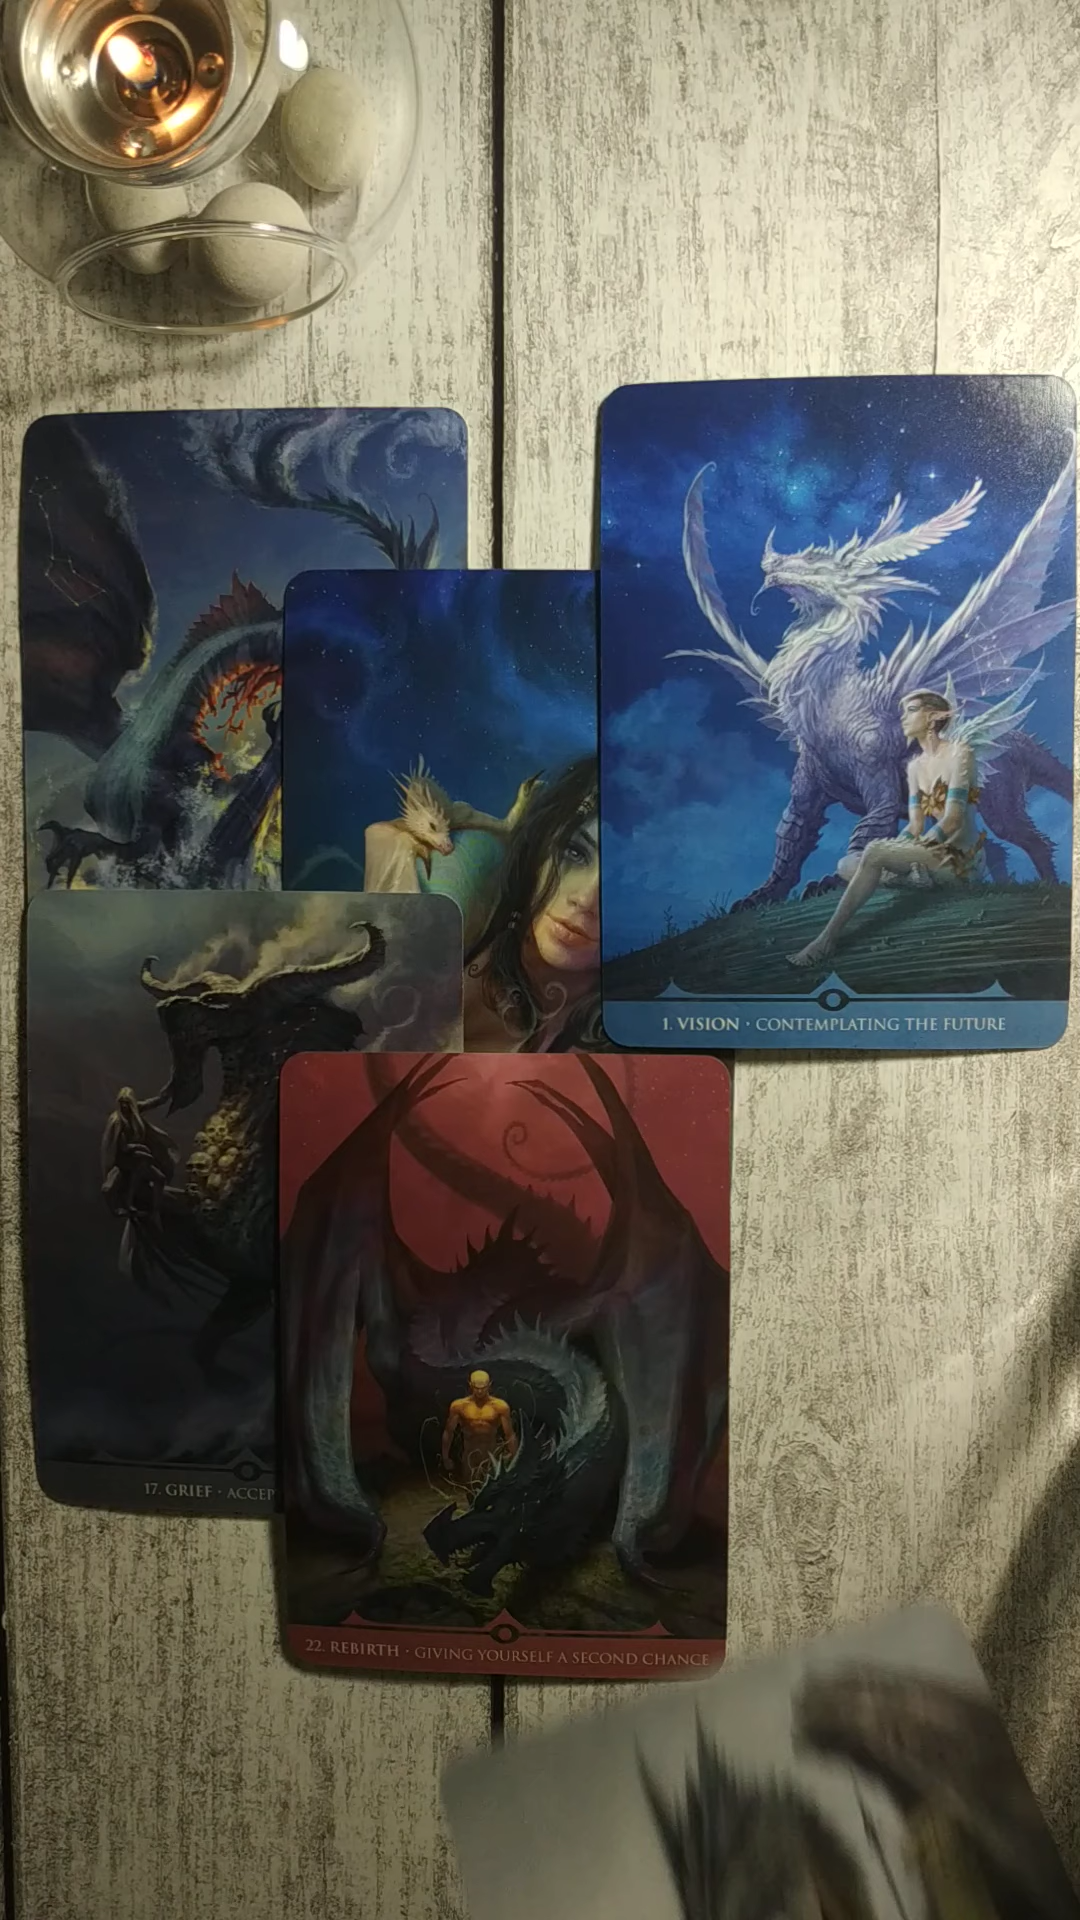 1. VISION · CONTEMPLATING THE FUTURE
17. GRIEF ·
22. REBIRTH · GIVING YOURSELF A SECOND CHANCE